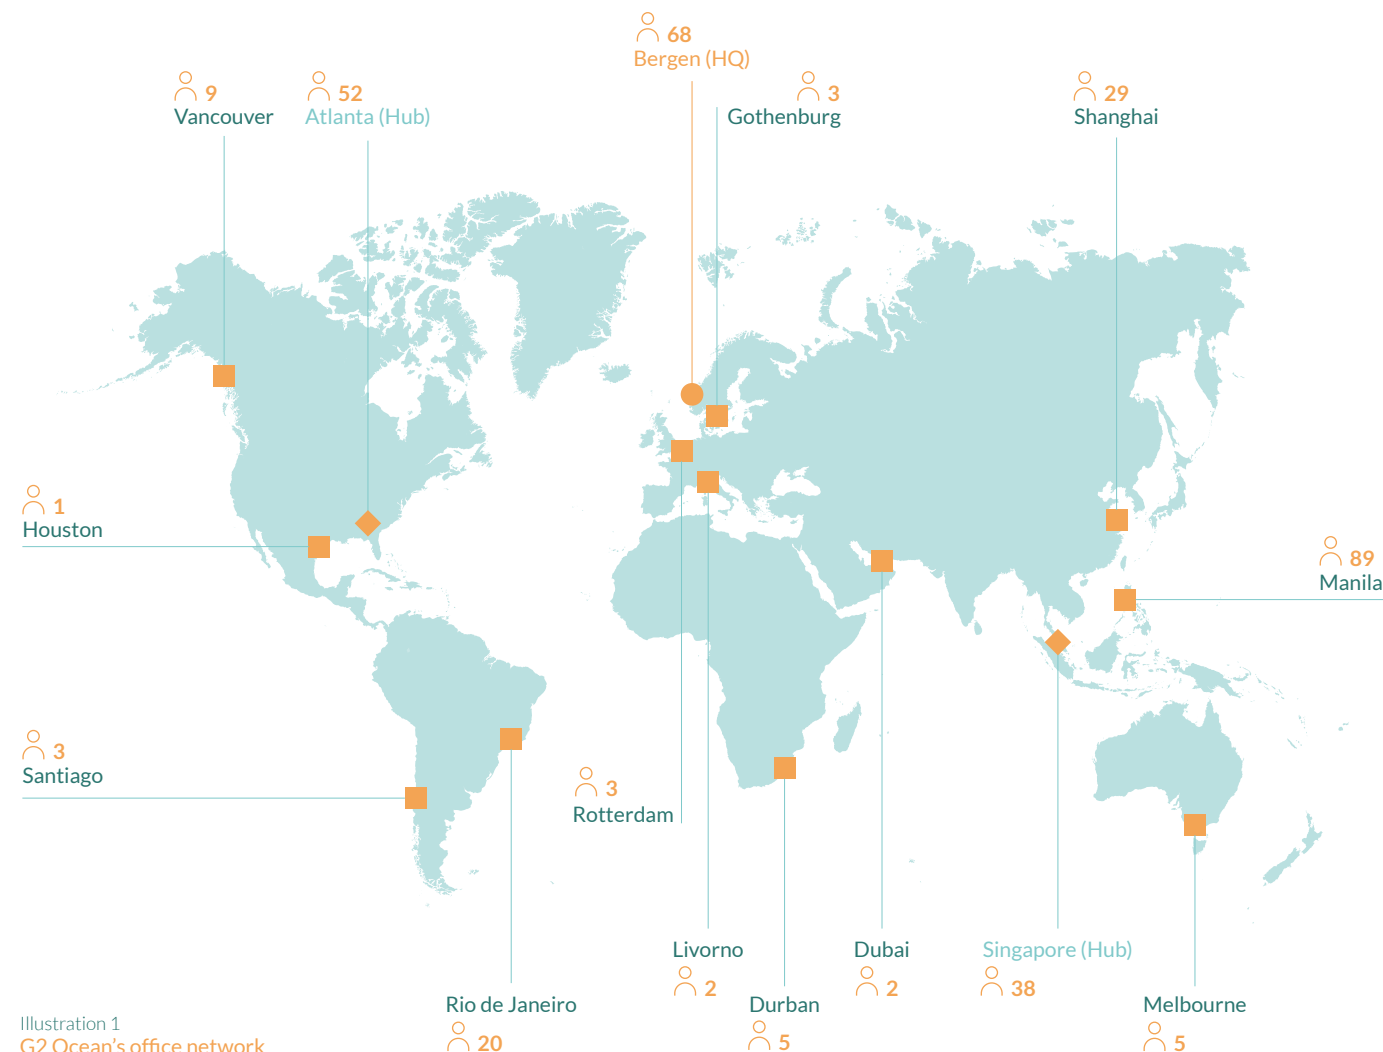 68
Bergen (HQ)
9
Vancouver
52
Atlanta (Hub)
3
Gothenburg
29
Shanghai
1
Houston
89
Manila
3
Santiago
3
Rotterdam
Livorno
2
Dubai
2
Singapore (Hub)
38
Rio de Janeiro
20
Durban
5
Melbourne
5
Illustration 1
G2 Ocean's office network